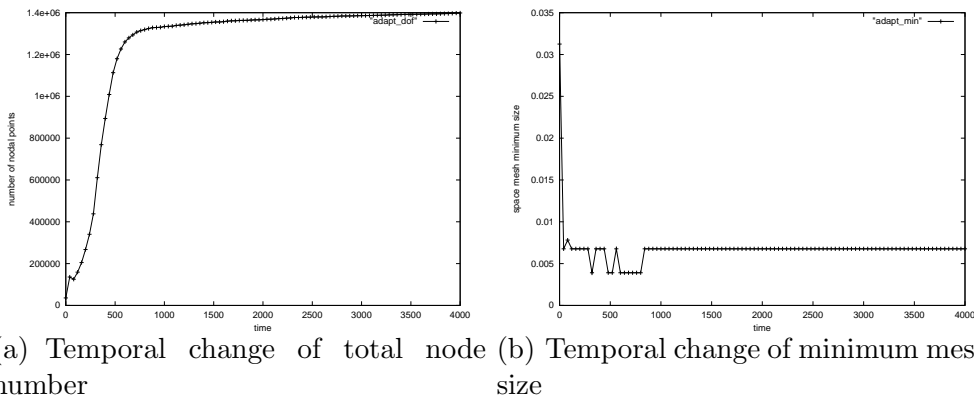 1.4e+06
1.2e+06
1e+06
800000
600000
400000
200000
0
0 500 1000 1500 2000 2500 3000 3500 4000
number of nodal points
time
"adapt_dof"
0.035
0.03
0.025
0.02
0.015
0.01
0.005
0
0 500 1000 1500 2000 2500 3000 3500 4000
space mesh minimum size
time
"adapt_min"
a) Temporal change of total node
number
(b) Temporal change of minimum mes
size